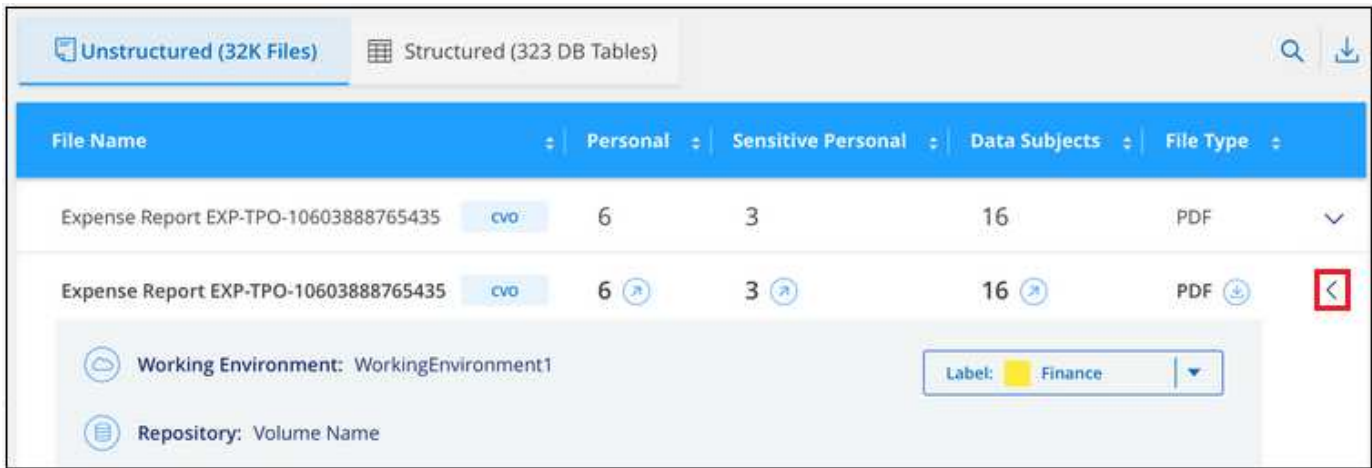 Unstructured (32K Files) Structured (323 DB Tables)
File Name Personal Sensitive Personal Data Subjects File Type
Expense Report EXP-TPO-10603888765435 CVO 6 3 16 PDF
Expense Report EXP-TPO-10603888765435 CVO 6 3 16 PDF
Working Environment: WorkingEnvironment1 Label: Finance
Repository: Volume Name